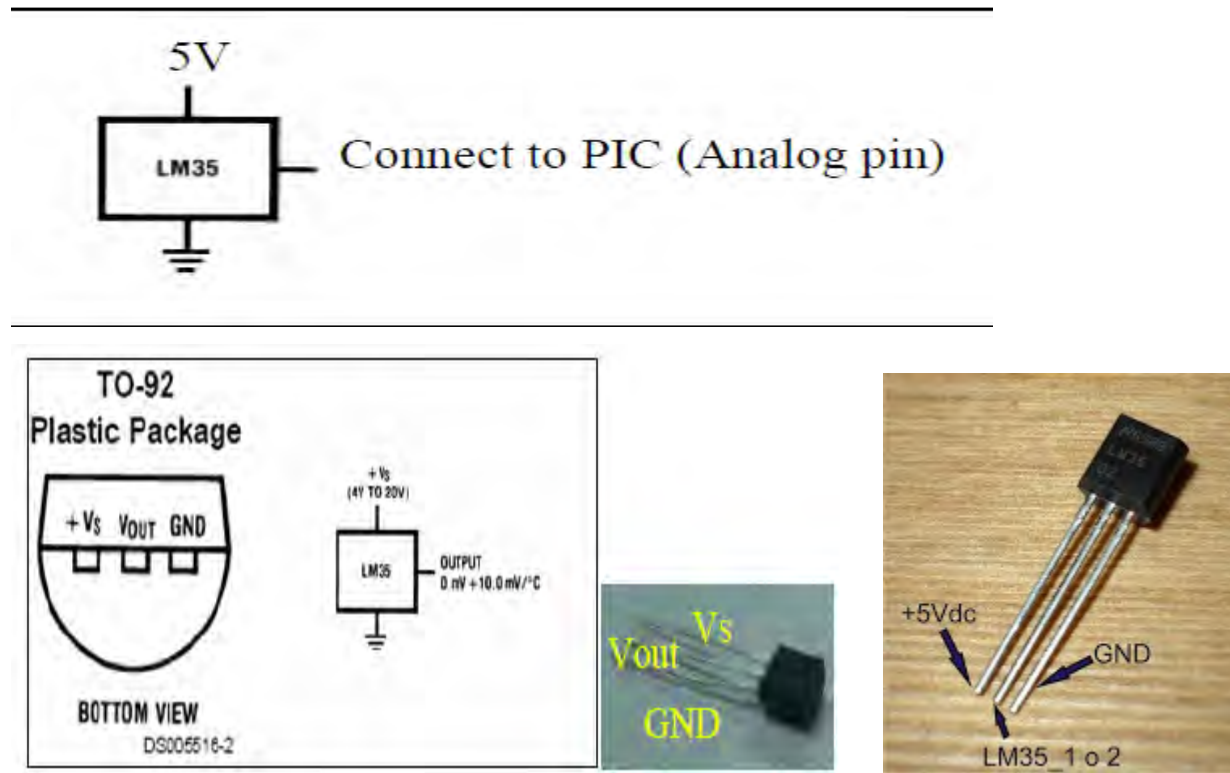 5V
LM35
Connect to PIC (Analog pin)
TO-92
Plastic Package
+VS VOUT GND
BOTTOM VIEW
DS005516-2
+VS
(4V TO 20V)
LM35
OUTPUT
0 mV +10.0 mV/°C
Vs
Vout
GND
LM35
+5Vdc
GND
LM35_1 o 2